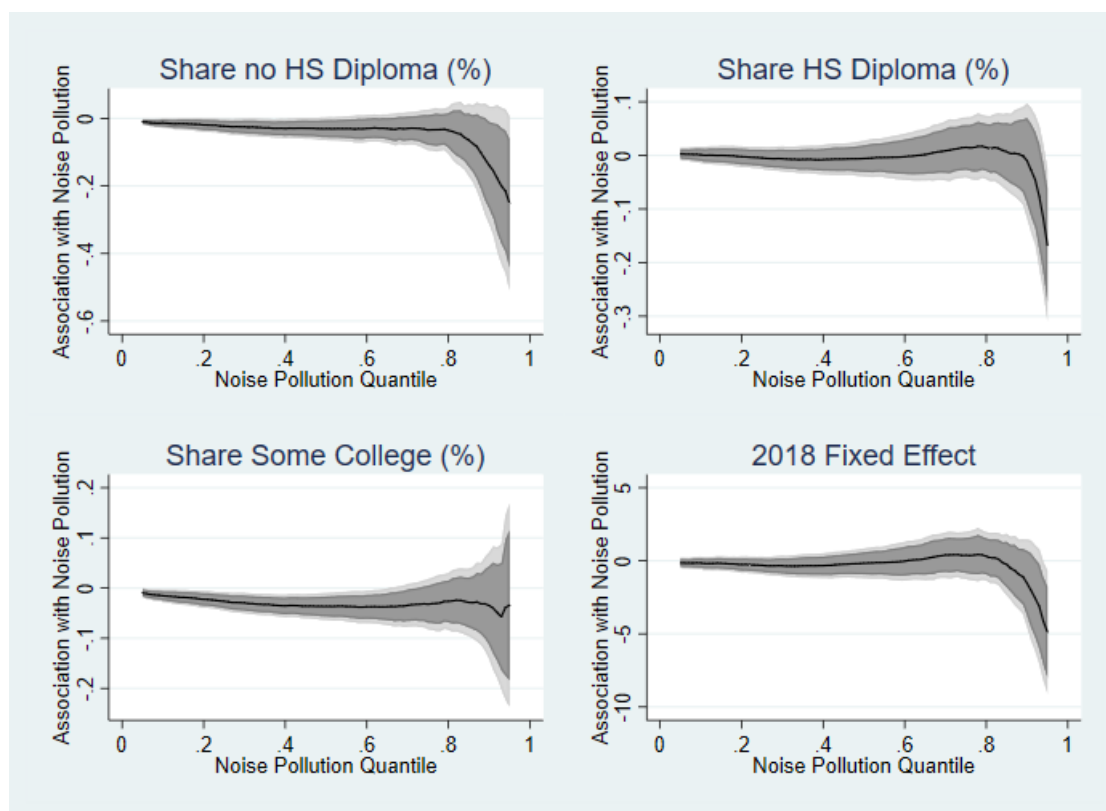 Share no HS Diploma (%)
Association with Noise Pollution
0
-.2
-.4
-.6
0 .2 .4 .6 .8 1
Noise Pollution Quantile
Share HS Diploma (%)
Association with Noise Pollution
.1
0
-.1
-.2
-.3
0 .2 .4 .6 .8 1
Noise Pollution Quantile
Share Some College (%)
Association with Noise Pollution
.2
.1
0
-.1
-.2
0 .2 .4 .6 .8 1
Noise Pollution Quantile
2018 Fixed Effect
Association with Noise Pollution
5
0
-5
-10
0 .2 .4 .6 .8 1
Noise Pollution Quantile